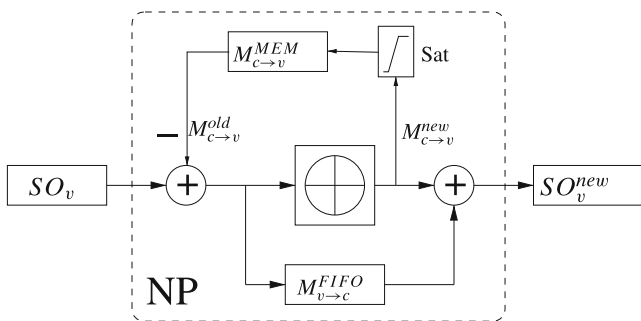 M_{c→v}^{MEM}
Sat
− M_{c→v}^{old}
M_{c→v}^{new}
SO_v
+
+
SO_v^{new}
NP
M_{v→c}^{FIFO}